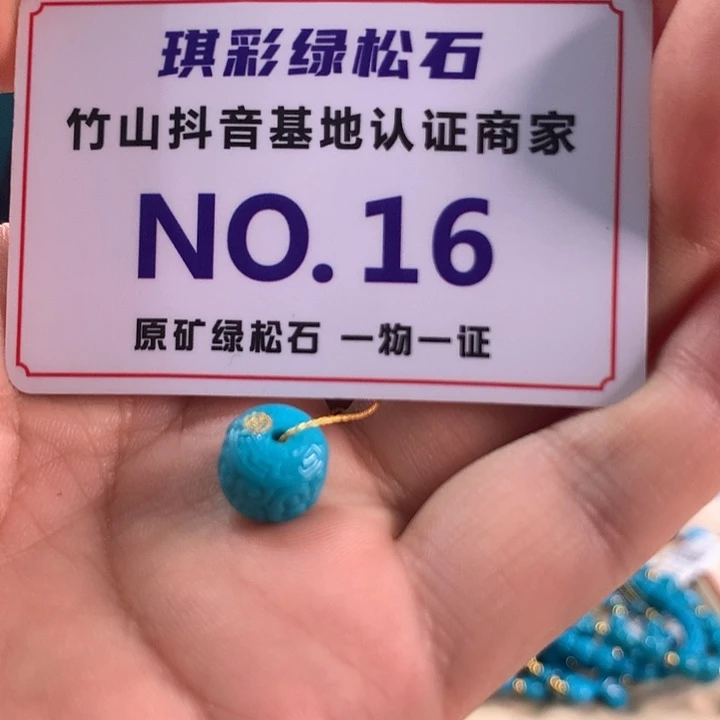 琪彩绿松石
竹山抖音基地认证商家
NO.16
原矿绿松石 一物一证